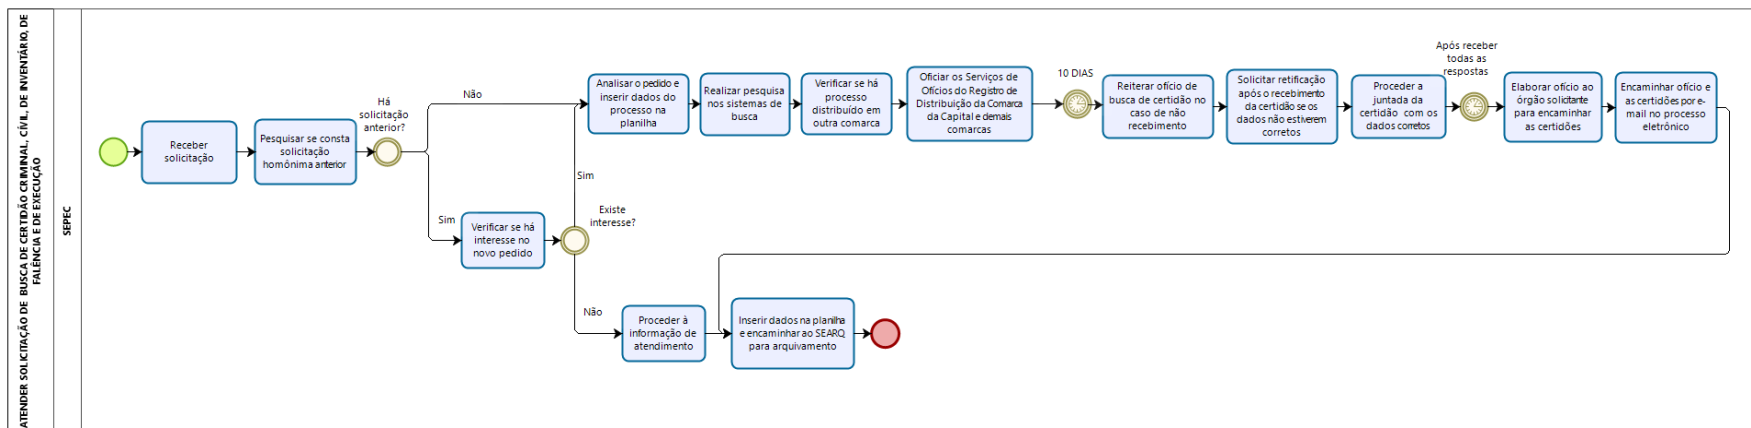 ATENDER SOLICITAÇÃO DE BUSCA DE CERTIDÃO CRIMINAL, CÍVIL, DE INVENTÁRIO, DE
FALÊNCIA E DE EXECUÇÃO
SEPEC
Receber
solicitação
Pesquisar se consta
solicitação
homônima anterior
Há
solicitação
anterior?
Não
Sim
Verificar se há
interesse no
novo pedido
Existe
interesse?
Sim
Não
Analisar o pedido e
inserir dados do
processo na
planilha
Realizar pesquisa
nos sistemas de
busca
Verificar se há
processo
distribuído em
outra comarca
Oficiar os Serviços de
Ofícios do Registro de
Distribuição da Comarca
da Capital e demais
comarcas
10 DIAS
Reiterar ofício de
busca de certidão no
caso de não
recebimento
Solicitar retificação
após o recebimento
da certidão se os
dados não estiverem
corretos
Proceder a
juntada da
certidão com os
dados corretos
Após receber
todas as
respostas
Elaborar ofício ao
órgão solicitante
para encaminhar
as certidões
Encaminhar ofício e
as certidões por e-
mail no processo
eletrônico
Proceder à
informação de
atendimento
Inserir dados na planilha
e encaminhar ao SEARQ
para arquivamento